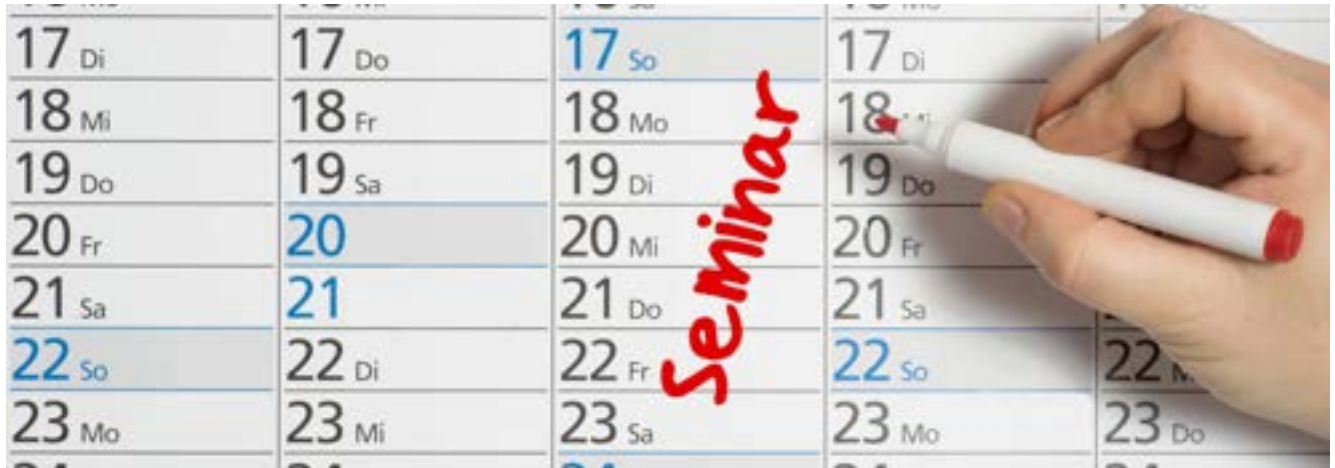 17 Di
18 Mi
19 Do
20 Fr
21 Sa
22 So
23 Mo
17 Do
18 Fr
19 Sa
20
21
22 Di
23 Mi
17 So
18 Mo
19 Di
20 Mi
21 Do
22 Fr
23 Sa
Seminar
17 Di
18
19 Do
20 Fr
21 Sa
22 So
23 Mo
22
23 Do